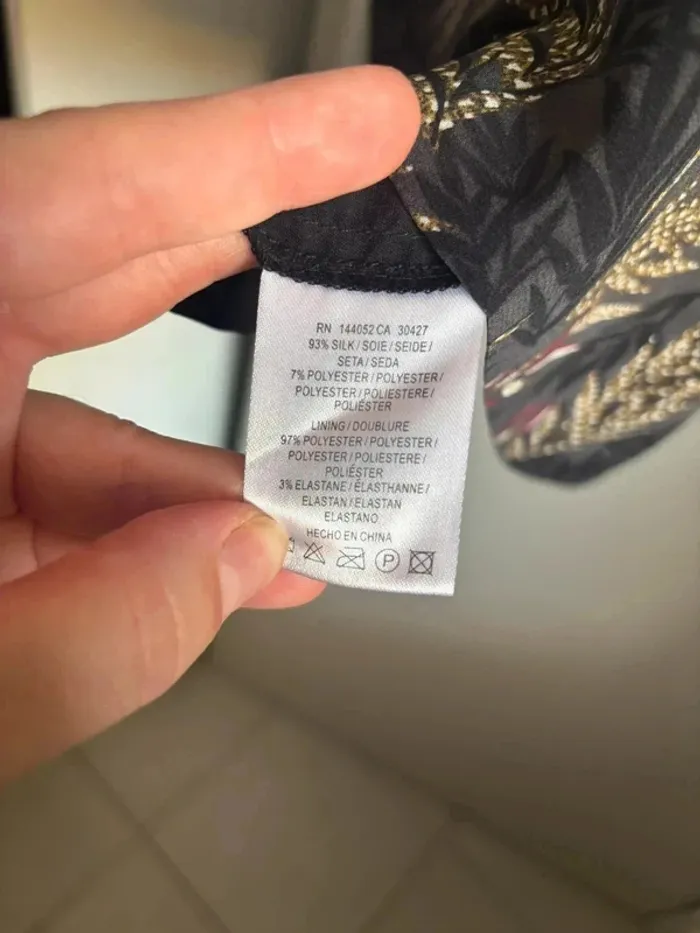 RN 144052 CA 30427
93% SILK / SOIE / SEIDE /
SETA / SEDA
7% POLYESTER / POLYESTER /
POLYESTER / POLIESTERE /
POLIÉSTER
LINING / DOUBLURE
97% POLYESTER / POLYESTER /
POLYESTER / POLIESTERE /
POLIÉSTER
3% ELASTANE / ÉLASTHANNE /
ELASTAN / ELASTAN
ELASTANO
HECHO EN CHINA
P